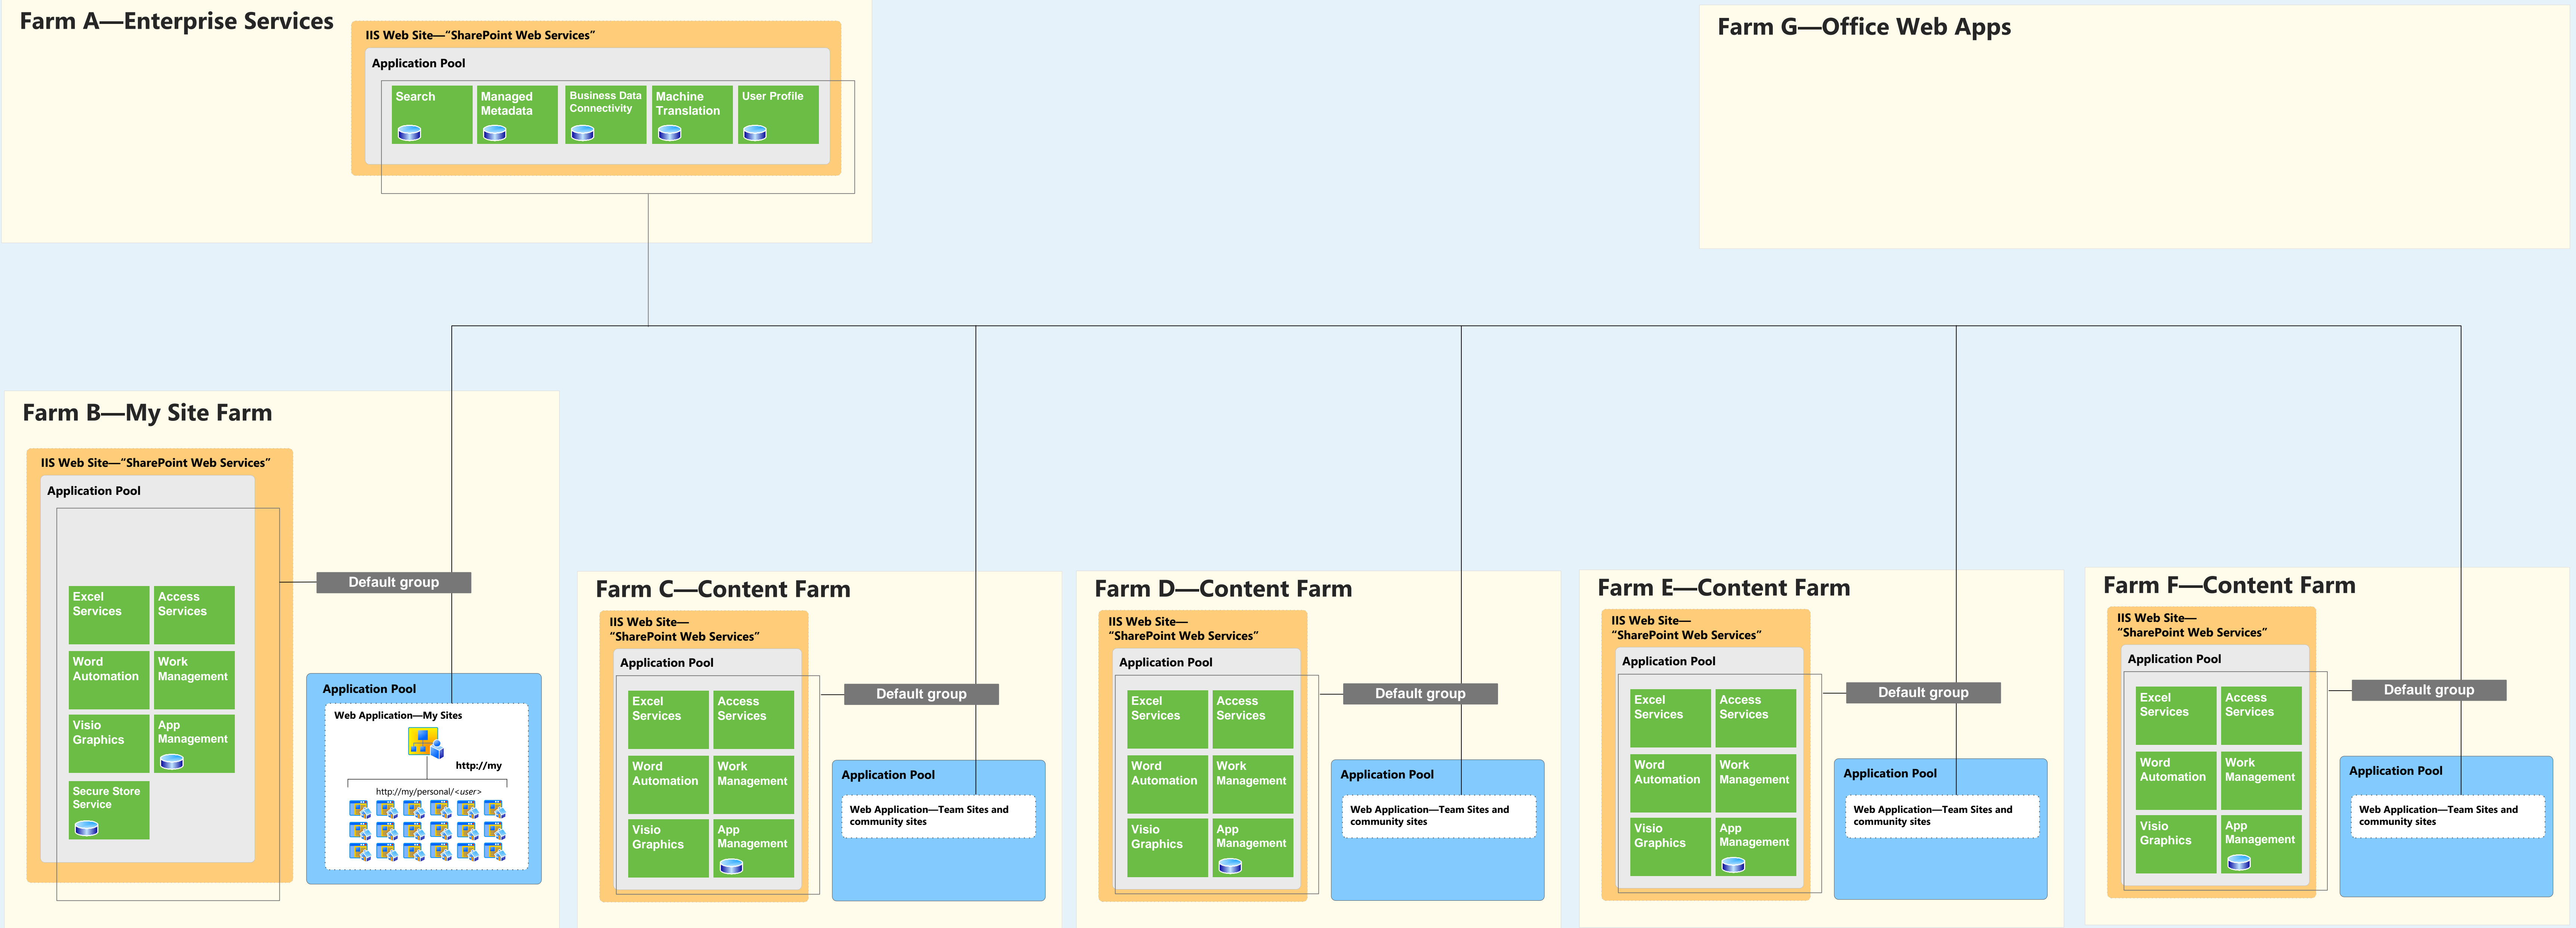 Farm A—Enterprise Services
IIS Web Site—“SharePoint Web Services”
Application Pool
Search
Managed
Metadata
Business Data
Connectivity
Machine
Translation
User Profile
Farm G—Office Web Apps
Farm B—My Site Farm
IIS Web Site—“SharePoint Web Services”
Application Pool
Excel
Services
Access
Services
Word
Automation
Work
Management
Visio
Graphics
App
Management
Secure Store
Service
Default group
Application Pool
Web Application—My Sites
http://my
http://my/personal/<user>
Farm C—Content Farm
IIS Web Site—
“SharePoint Web Services”
Application Pool
Excel
Services
Access
Services
Word
Automation
Work
Management
Visio
Graphics
App
Management
Default group
Application Pool
Web Application—Team Sites and
community sites
Farm D—Content Farm
IIS Web Site—
“SharePoint Web Services”
Application Pool
Excel
Services
Access
Services
Word
Automation
Work
Management
Visio
Graphics
App
Management
Default group
Application Pool
Web Application—Team Sites and
community sites
Farm E—Content Farm
IIS Web Site—
“SharePoint Web Services”
Application Pool
Excel
Services
Access
Services
Word
Automation
Work
Management
Visio
Graphics
App
Management
Default group
Application Pool
Web Application—Team Sites and
community sites
Farm F—Content Farm
IIS Web Site—
“SharePoint Web Services”
Application Pool
Excel
Services
Access
Services
Word
Automation
Work
Management
Visio
Graphics
App
Management
Default group
Application Pool
Web Application—Team Sites and
community sites